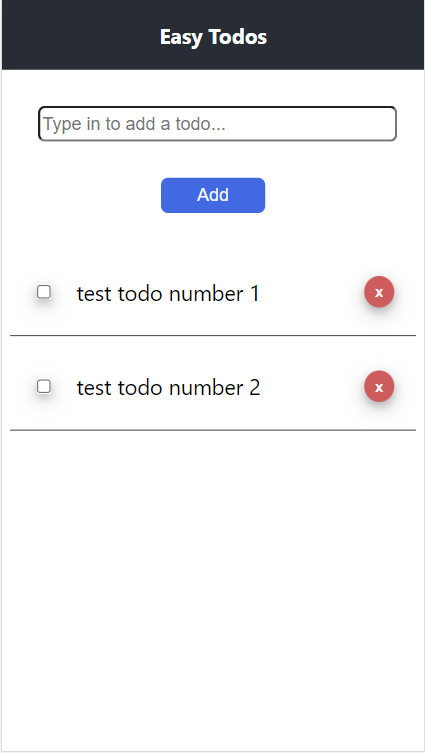 Easy Todos
Type in to add a todo...
Add
test todo number 1
x
test todo number 2
x